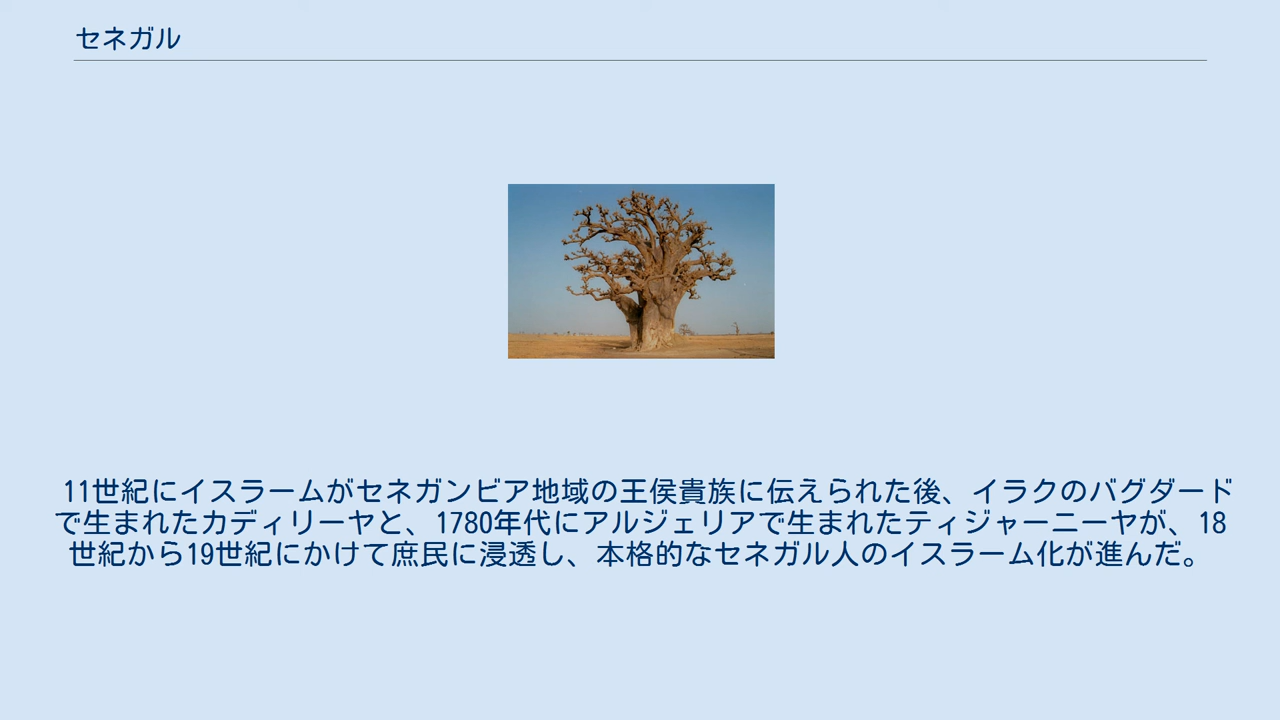 セネガル
11世紀にイスラームがセネガンビア地域の王侯貴族に伝えられた後、イラクのバグダード
で生まれたカディリーヤと、1780年代にアルジェリアで生まれたティジャーニーヤが、18
世紀から19世紀にかけて庶民に浸透し、本格的なセネガル人のイスラーム化が進んだ。